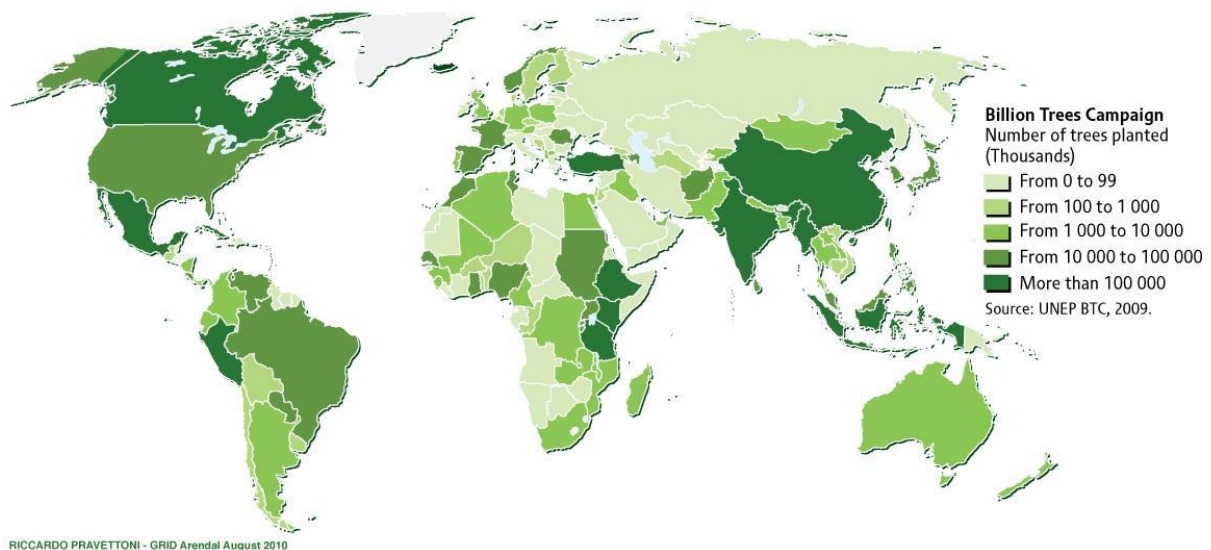 Billion Trees Campaign
Number of trees planted
(Thousands)
From 0 to 99
From 100 to 1 000
From 1 000 to 10 000
From 10 000 to 100 000
More than 100 000
Source: UNEP BTC, 2009.
RICCARDO PRAVETTONI - GRID Arendal August 2010